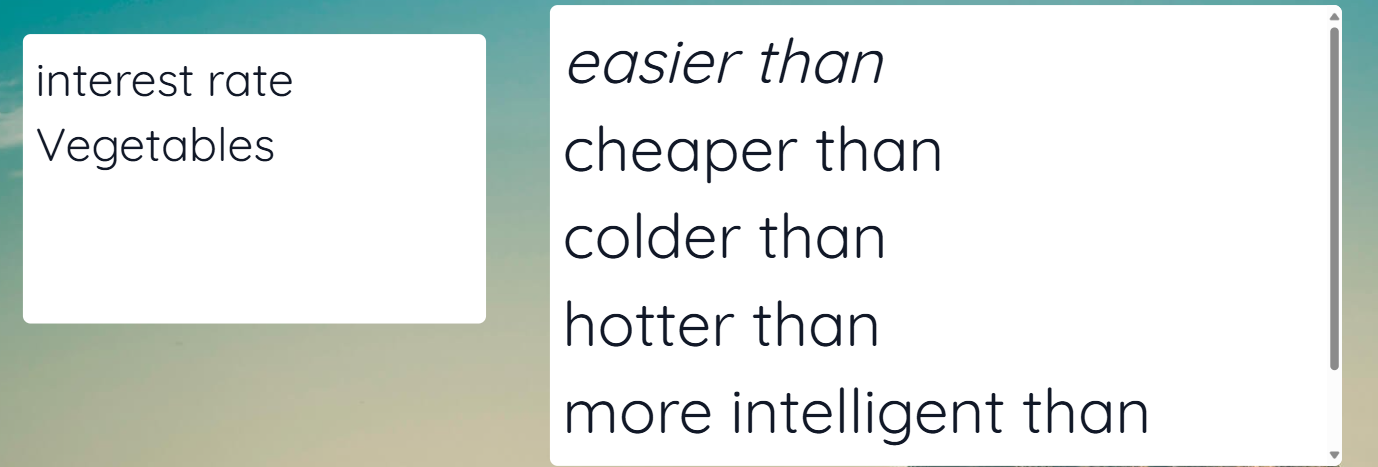 interest rate
Vegetables
easier than
cheaper than
colder than
hotter than
more intelligent than